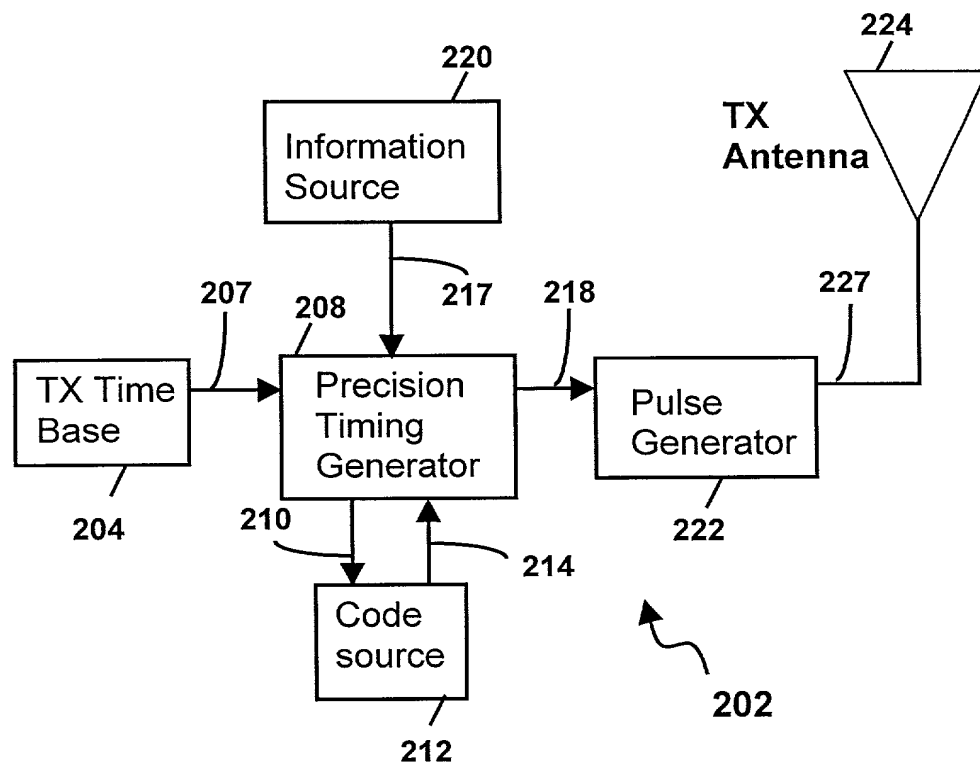 220
224
Information
Source
TX
Antenna
207
208
217
218
227
TX Time
Base
Precision
Timing
Generator
Pulse
Generator
204
210
214
222
Code
source
212
202